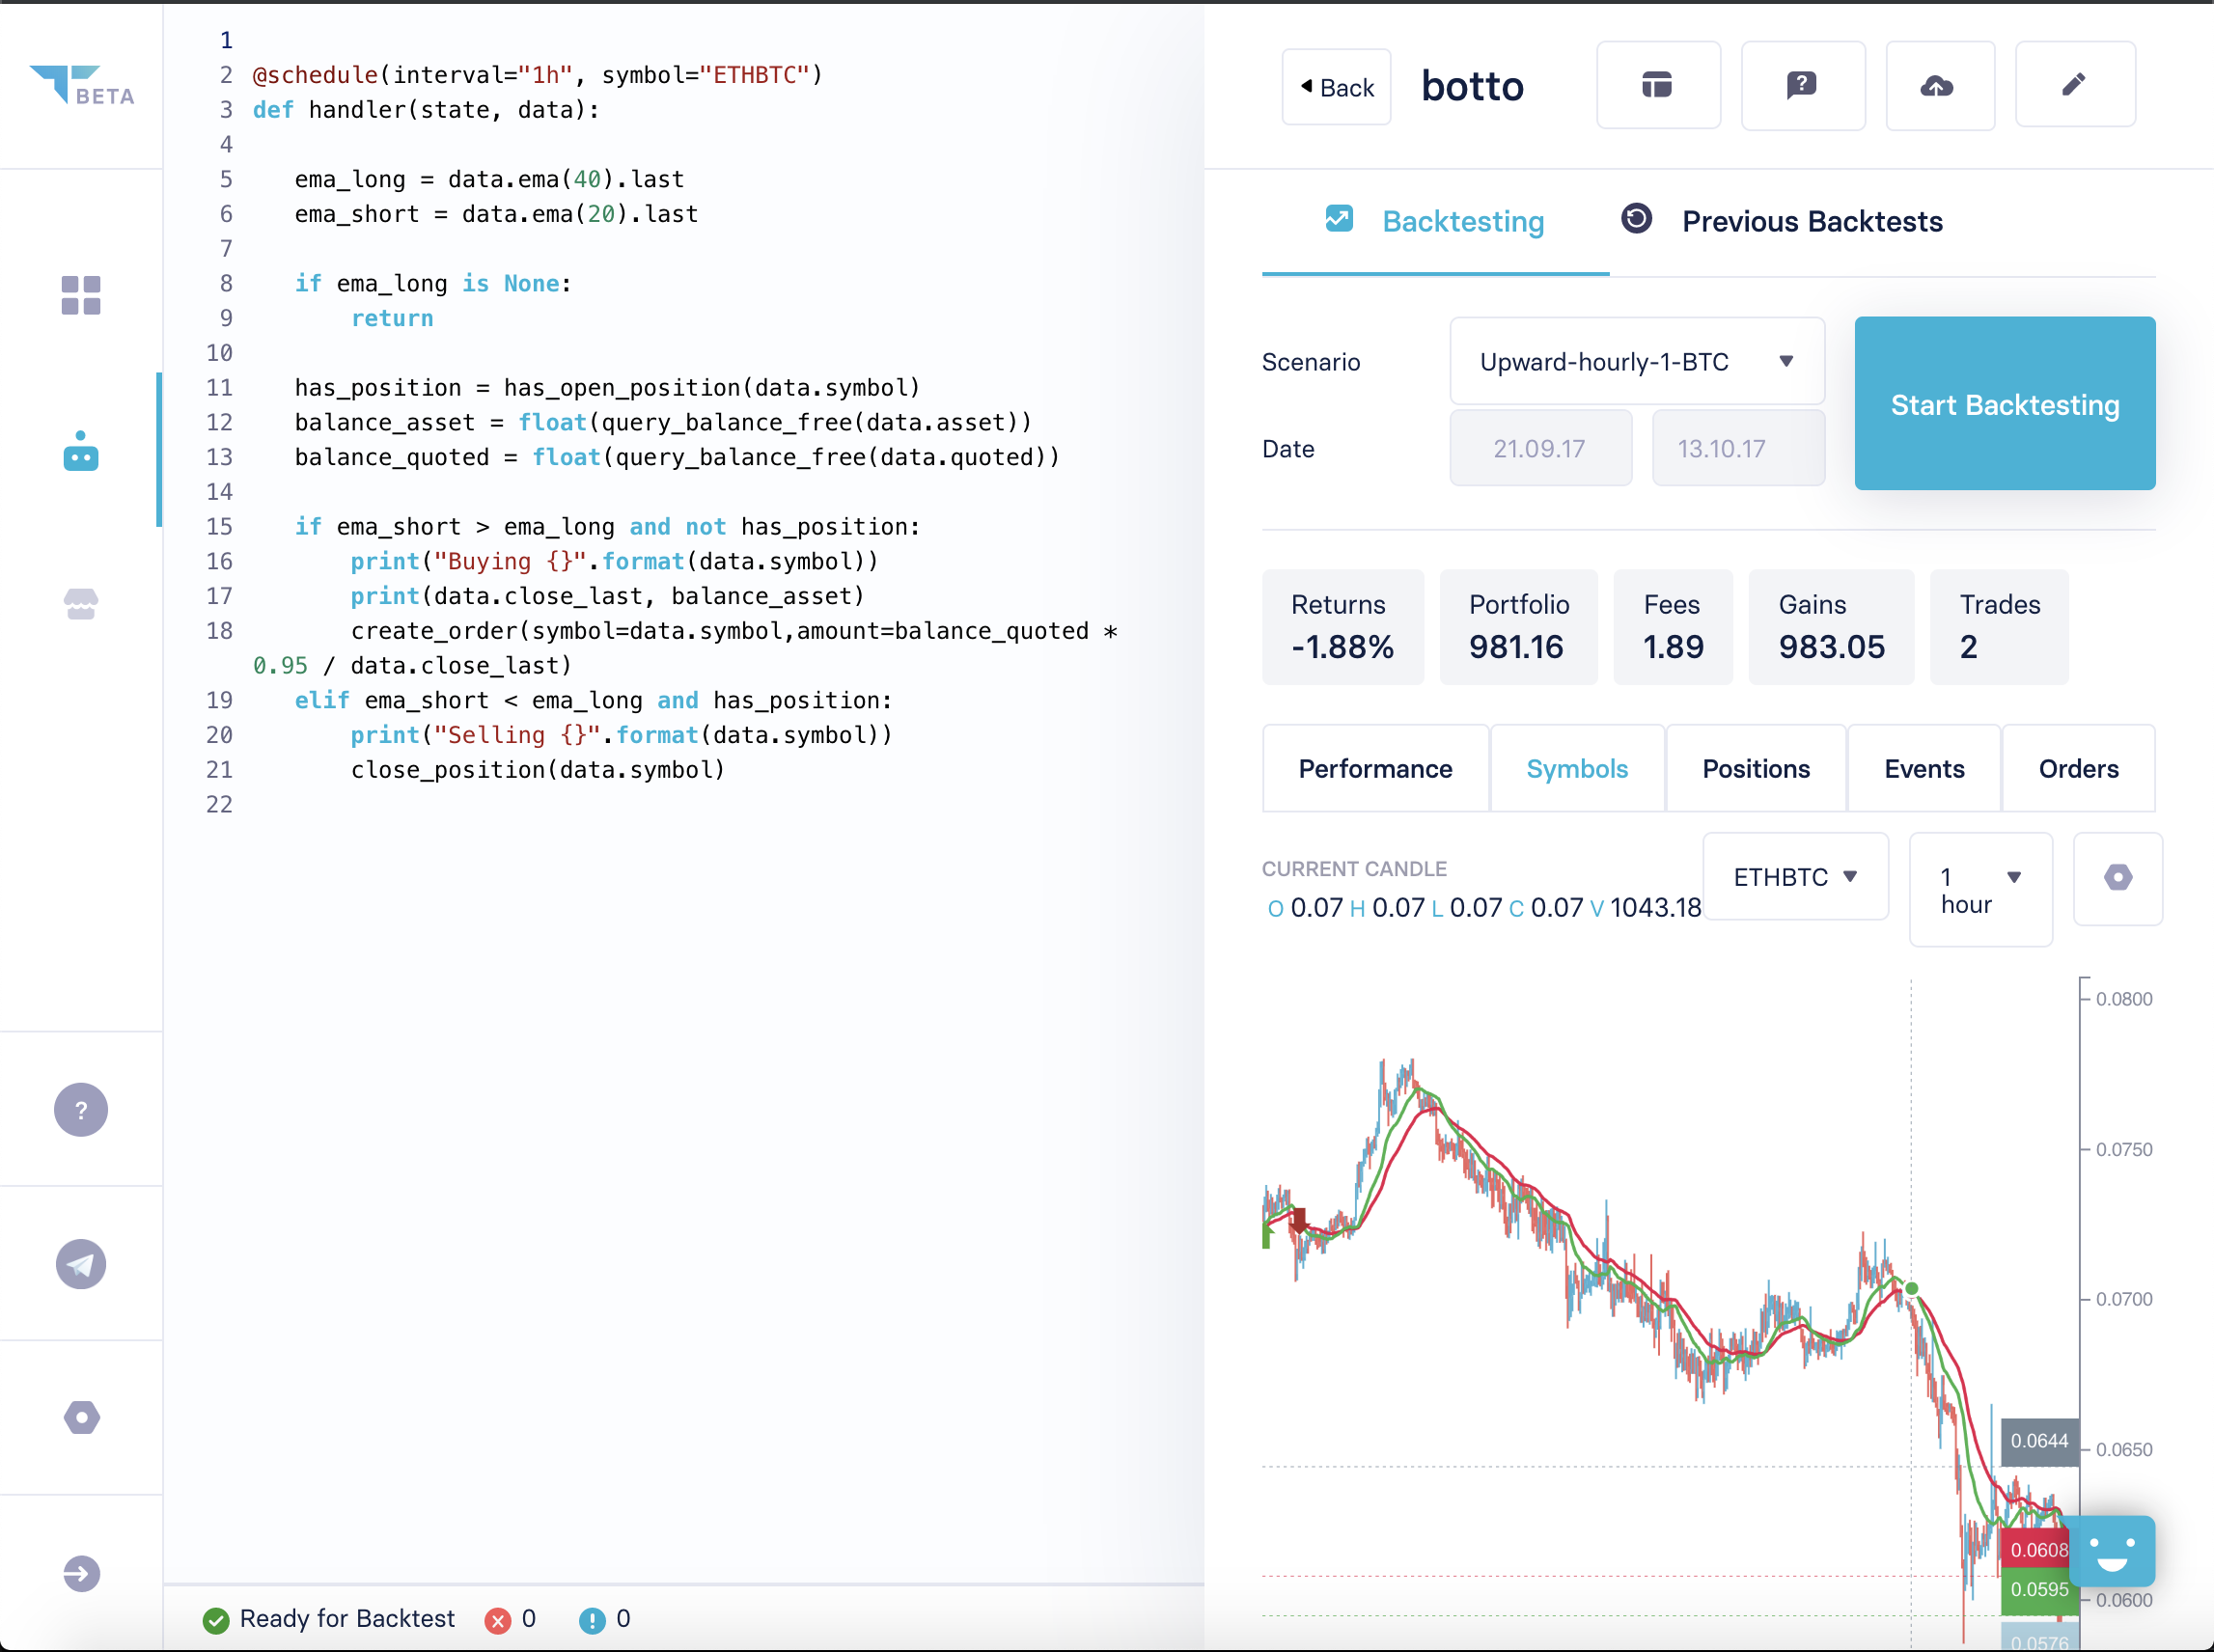 BETA
1
2 @schedule(interval="1h", symbol="ETHBTC")
3 def handler(state, data):
4
5 ema_long = data.ema(40).last
6 ema_short = data.ema(20).last
7
8 if ema_long is None:
9 return
10
11 has_position = has_open_position(data.symbol)
12 balance_asset = float(query_balance_free(data.asset))
13 balance_quoted = float(query_balance_free(data.quoted))
14
15 if ema_short > ema_long and not has_position:
16 print("Buying {}".format(data.symbol))
17 print(data.close_last, balance_asset)
18 create_order(symbol=data.symbol,amount=balance_quoted *
0.95 / data.close_last)
19 elif ema_short < ema_long and has_position:
20 print("Selling {}".format(data.symbol))
21 close_position(data.symbol)
22
Ready for Backtest 0 0
Back botto
Backtesting Previous Backtests
Scenario Upward-hourly-1-BTC
Date 21.09.17 13.10.17
Start Backtesting
Returns Portfolio Fees Gains Trades
-1.88% 981.16 1.89 983.05 2
Performance Symbols Positions Events Orders
CURRENT CANDLE
O 0.07 H 0.07 L 0.07 C 0.07 V 1043.18
ETHBTC
1
hour
0.0800
0.0750
0.0700
0.0644
0.0650
0.0608
0.0595
0.0600
0.0576